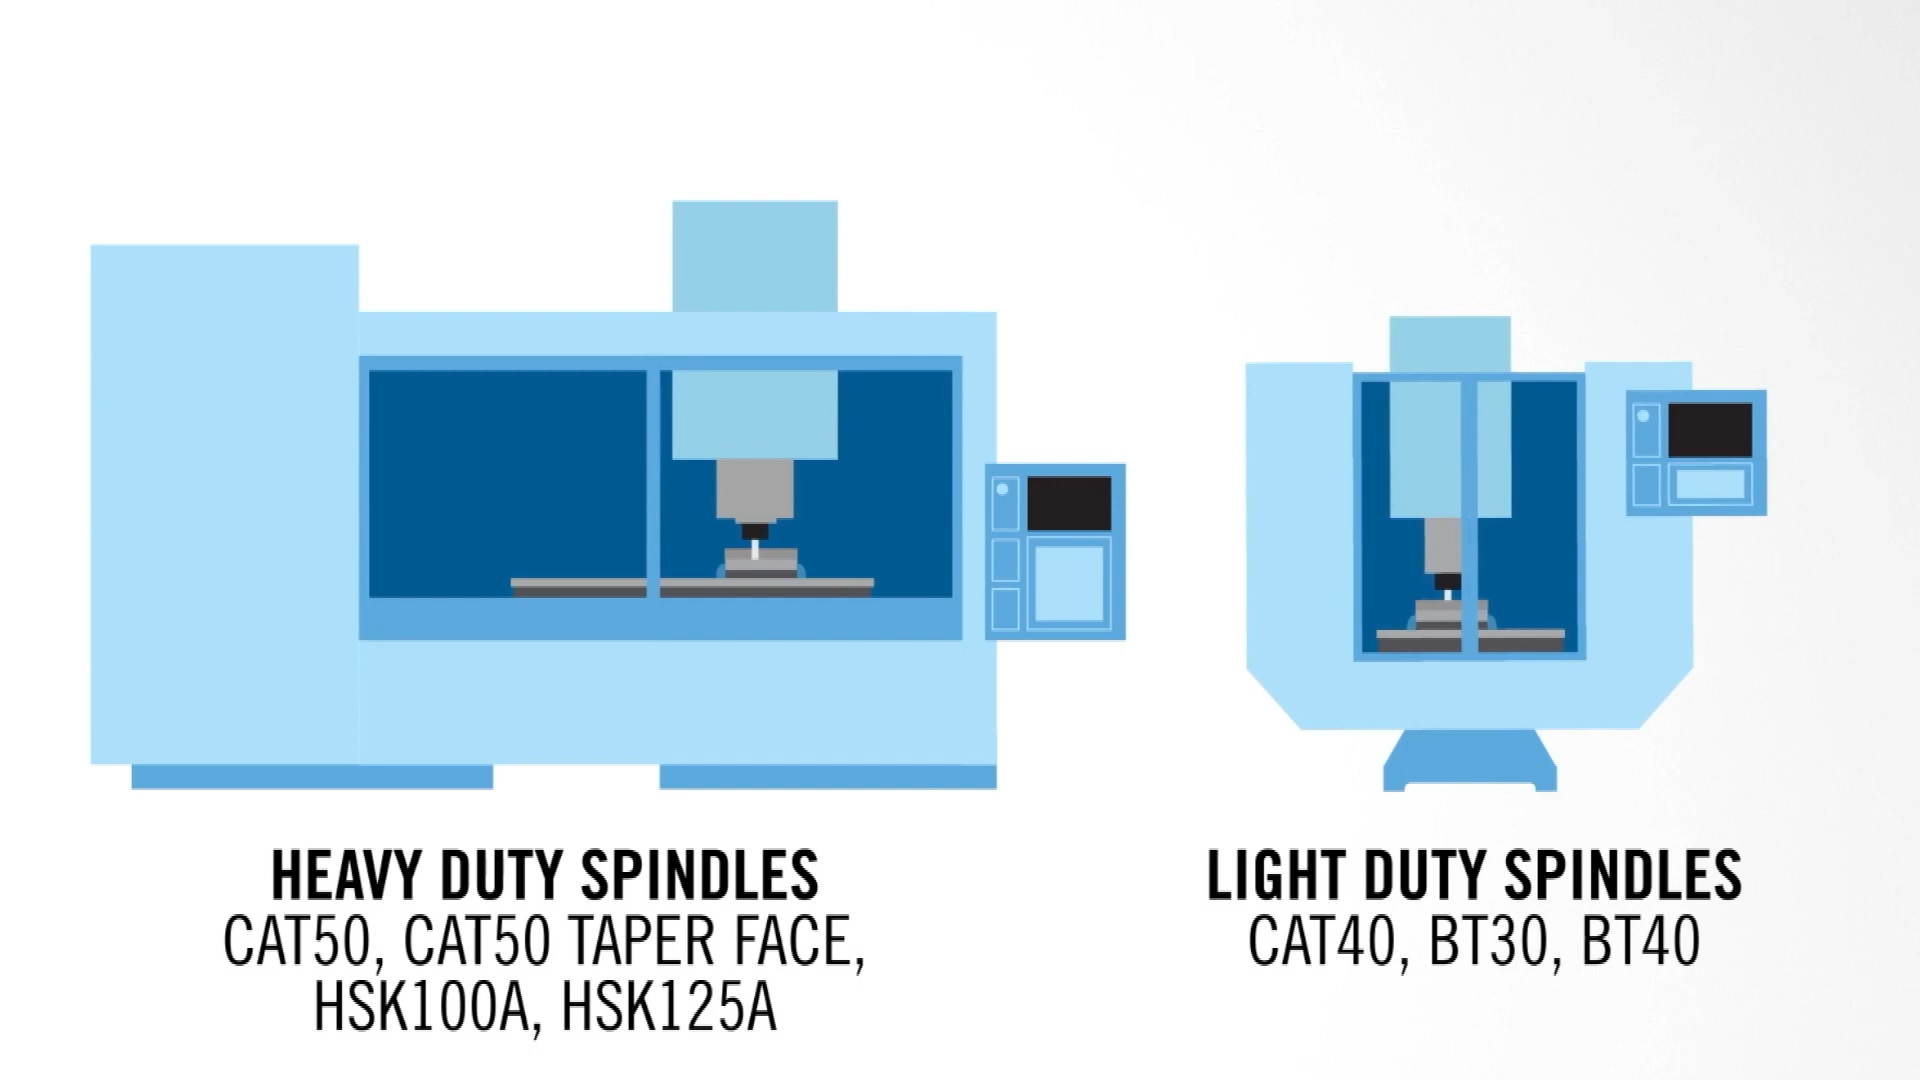 HEAVY DUTY SPINDLES
CAT50, CAT50 TAPER FACE,
HSK100A, HSK125A
LIGHT DUTY SPINDLES
CAT40, BT30, BT40